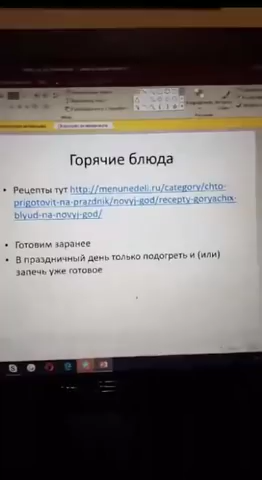 Горячие блюда
• Рецепты тут http://menunedeli.ru/category/chto-
prigotovit-na-prazdnik/novyj-god/recepty-goryachix-
blyud-na-novyj-god/
• Готовим заранее
• В праздничный день только подогреть и (или)
запечь уже готовое